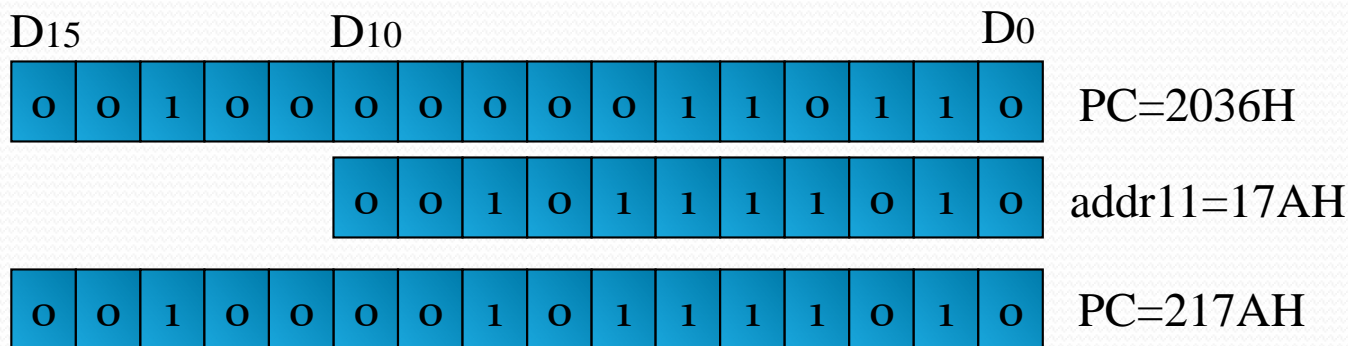 D15 D10 D0
0 0 1 0 0 0 0 0 0 0 1 1 0 1 1 0 PC=2036H
0 0 1 0 1 1 1 1 0 1 0 addr11=17AH
0 0 1 0 0 0 0 1 0 1 1 1 1 0 1 0 PC=217AH